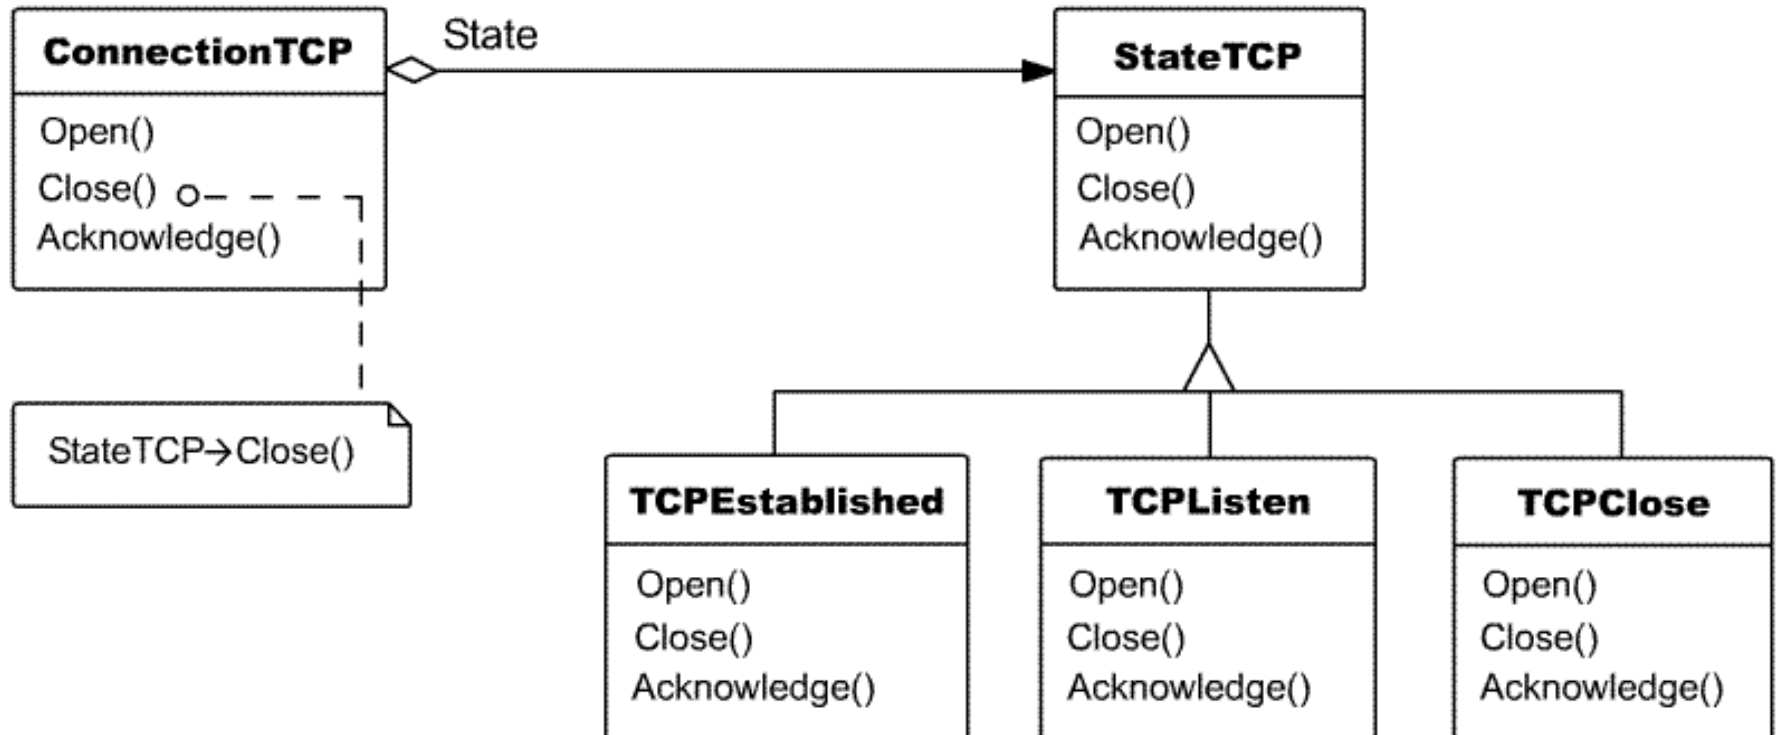 ConnectionTCP
Open()
Close()
Acknowledge()
State
StateTCP
Open()
Close()
Acknowledge()
StateTCP→Close()
TCPEstablished
Open()
Close()
Acknowledge()
TCPListen
Open()
Close()
Acknowledge()
TCPClose
Open()
Close()
Acknowledge()